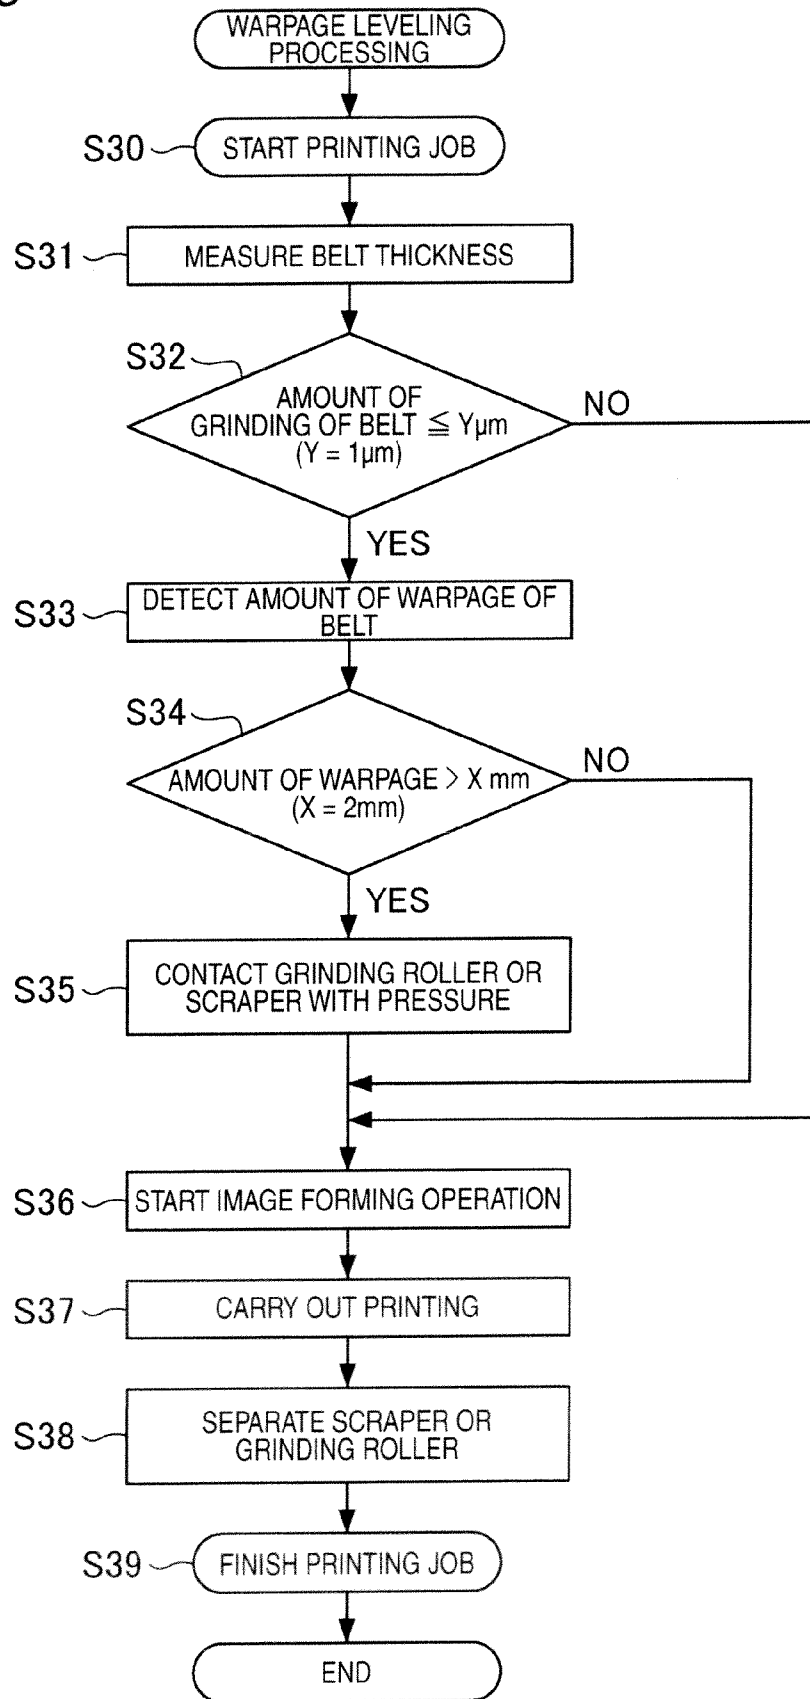 WARPAGE LEVELING
PROCESSING
S30
START PRINTING JOB
S31
MEASURE BELT THICKNESS
S32
AMOUNT OF
GRINDING OF BELT ≦ Yμm
(Y = 1μm)
NO
YES
S33
DETECT AMOUNT OF WARPAGE OF
BELT
S34
AMOUNT OF WARPAGE > X mm
(X = 2mm)
NO
YES
S35
CONTACT GRINDING ROLLER OR
SCRAPER WITH PRESSURE
S36
START IMAGE FORMING OPERATION
S37
CARRY OUT PRINTING
S38
SEPARATE SCRAPER OR
GRINDING ROLLER
S39
FINISH PRINTING JOB
END